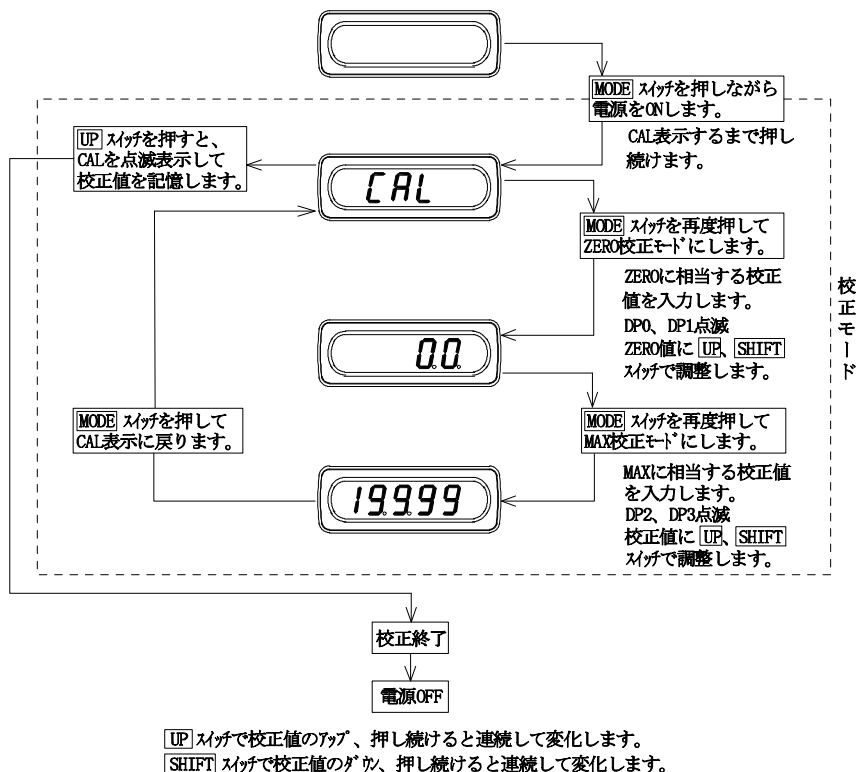 MODE スイッチを押しながら
電源をONします。
CAL表示するまで押し
続けます。
UP スイッチを押すと、
CALを点滅表示して
校正値を記憶します。
CAL
MODE スイッチを再度押して
ZERO校正モードにします。
ZEROに相当する校正
値を入力します。
DP0、DP1点滅
ZERO値に UP、SHIFT
スイッチで調整します。
校正モード
0.0.
MODE スイッチを押して
CAL表示に戻ります。
MODE スイッチを再度押して
MAX校正モードにします。
19.9.99
MAXに相当する校正値
を入力します。
DP2、DP3点滅
校正値に UP、SHIFT
スイッチで調整します。
校正終了
電源OFF
UP スイッチで校正値のアップ、押し続けると連続して変化します。
SHIFT スイッチで校正値のダウン、押し続けると連続して変化します。